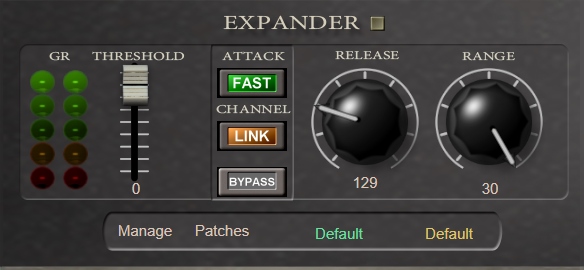 EXPANDER
GR THRESHOLD ATTACK RELEASE RANGE
FAST
CHANNEL
LINK
BYPASS
0 129 30
Manage Patches Default Default